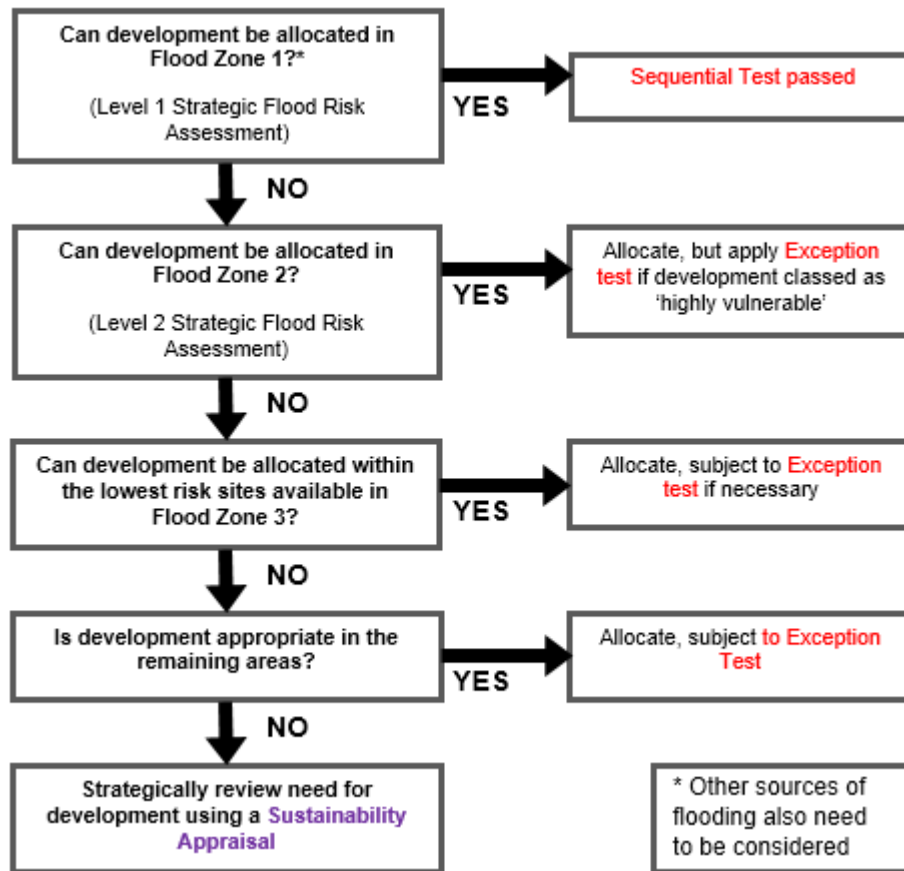 Can development be allocated in
Flood Zone 1?*
(Level 1 Strategic Flood Risk
Assessment)
YES
Sequential Test passed
NO
Can development be allocated in
Flood Zone 2?
(Level 2 Strategic Flood Risk
Assessment)
YES
Allocate, but apply Exception
test if development classed as
‘highly vulnerable’
NO
Can development be allocated within
the lowest risk sites available in
Flood Zone 3?
YES
Allocate, subject to Exception
test if necessary
NO
Is development appropriate in the
remaining areas?
YES
Allocate, subject to Exception
Test
NO
Strategically review need for
development using a Sustainability
Appraisal
* Other sources of
flooding also need
to be considered